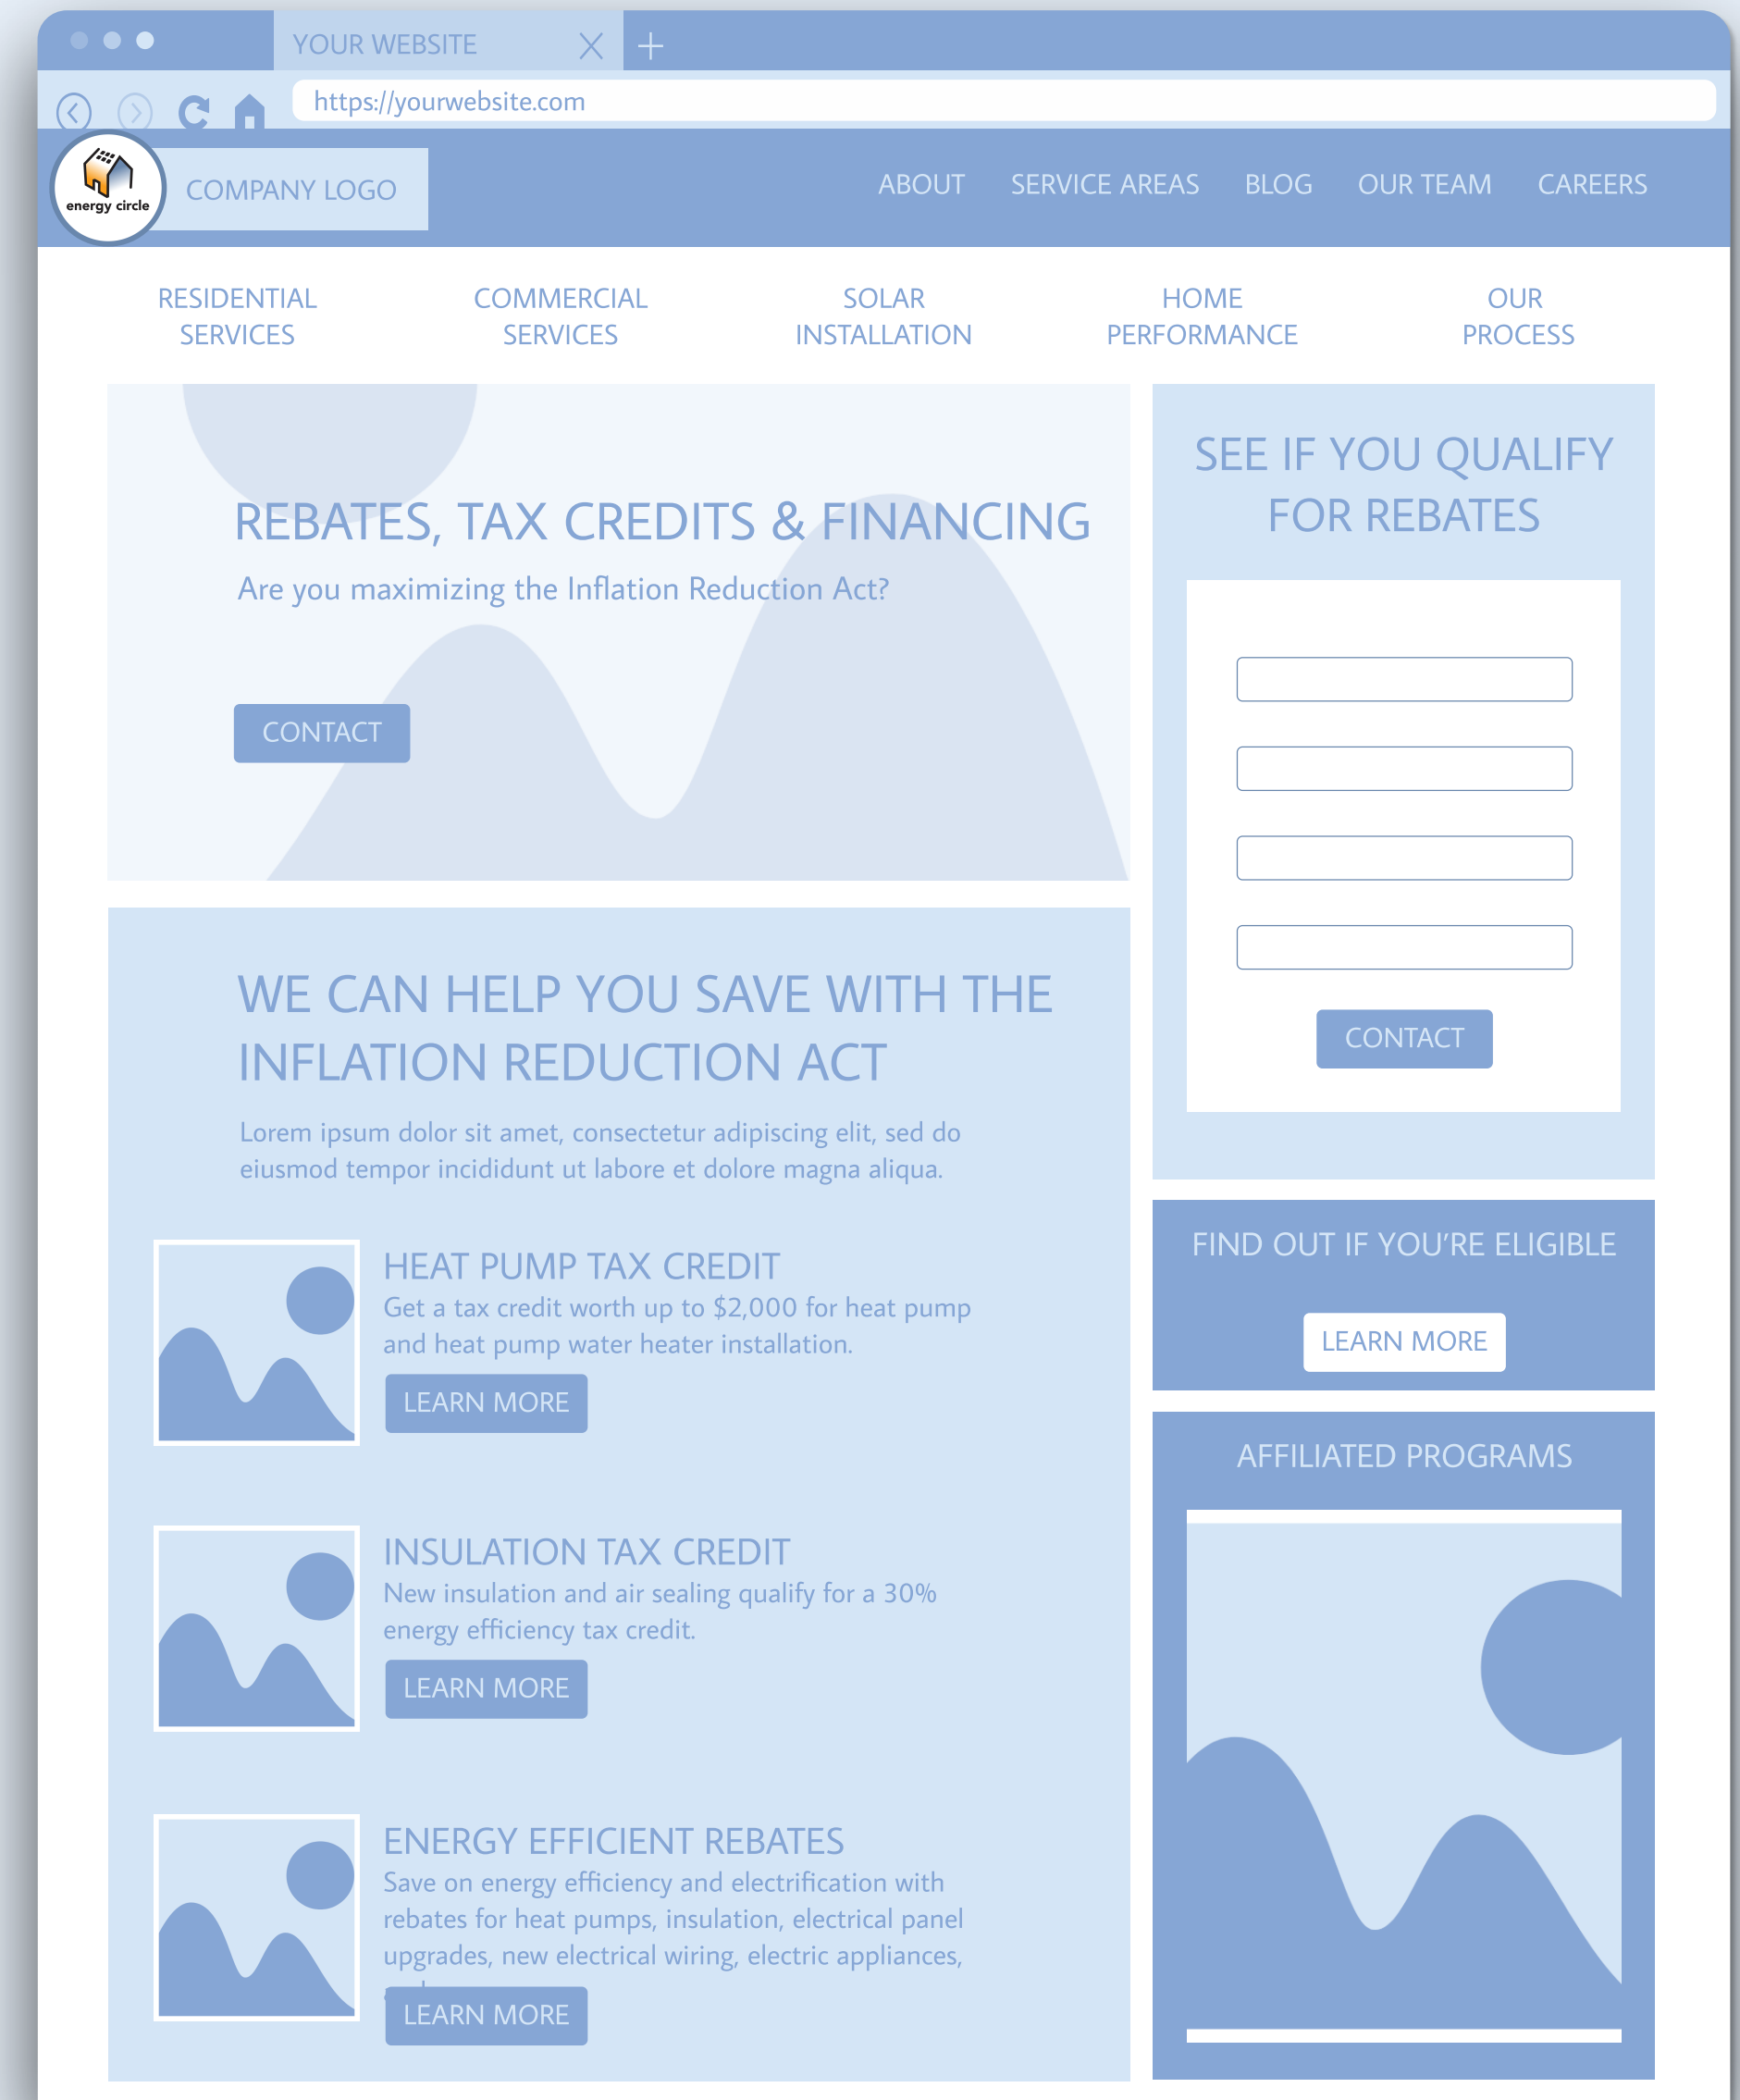 YOUR WEBSITE
https://yourwebsite.com
energy circle
COMPANY LOGO
ABOUT
SERVICE AREAS
BLOG
OUR TEAM
CAREERS
RESIDENTIAL
SERVICES
COMMERCIAL
SERVICES
SOLAR
INSTALLATION
HOME
PERFORMANCE
OUR
PROCESS
REBATES, TAX CREDITS & FINANCING
Are you maximizing the Inflation Reduction Act?
CONTACT
WE CAN HELP YOU SAVE WITH THE
INFLATION REDUCTION ACT
Lorem ipsum dolor sit amet, consectetur adipiscing elit, sed do
eiusmod tempor incididunt ut labore et dolore magna aliqua.
HEAT PUMP TAX CREDIT
Get a tax credit worth up to $2,000 for heat pump
and heat pump water heater installation.
LEARN MORE
INSULATION TAX CREDIT
New insulation and air sealing qualify for a 30%
energy efficiency tax credit.
LEARN MORE
ENERGY EFFICIENT REBATES
Save on energy efficiency and electrification with
rebates for heat pumps, insulation, electrical panel
upgrades, new electrical wiring, electric appliances,
LEARN MORE
SEE IF YOU QUALIFY
FOR REBATES
CONTACT
FIND OUT IF YOU'RE ELIGIBLE
LEARN MORE
AFFILIATED PROGRAMS